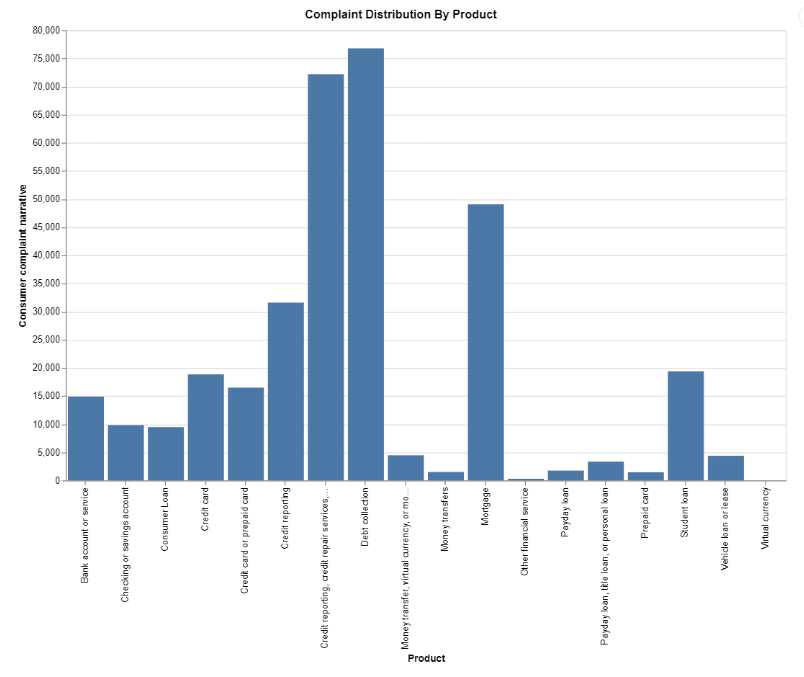 Complaint Distribution By Product
80,000
75,000
70,000
65,000
60,000
55,000
50,000
45,000
40,000
35,000
30,000
25,000
20,000
15,000
10,000
5,000
0
Consumer complaint narrative
Bank account or service
Checking or savings account
Consumer Loan
Credit card
Credit card or prepaid card
Credit reporting
Credit reporting, credit repair services,...
Debt collection
Money transfer, virtual currency, or mo...
Money transfers
Mortgage
Other financial service
Payday loan
Payday loan, title loan, or personal loan
Prepaid card
Student loan
Vehicle loan or lease
Virtual currency
Product